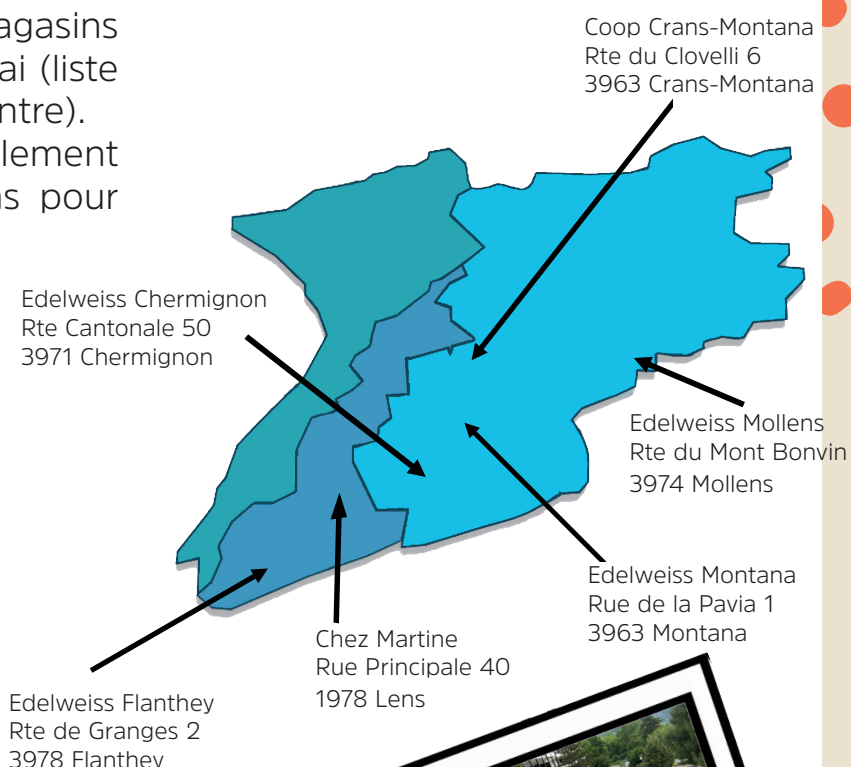 agasins
ai (liste
ntre).
lement
s pour
Coop Crans-Montana
Rte du Clovelli 6
3963 Crans-Montana
Edelweiss Chermignon
Rte Cantonale 50
3971 Chermignon
Edelweiss Mollens
Rte du Mont Bonvin
3974 Mollens
Edelweiss Montana
Rue de la Pavia 1
3963 Montana
Chez Martine
Rue Principale 40
1978 Lens
Edelweiss Flanthey
Rte de Granges 2
3978 Flanthey